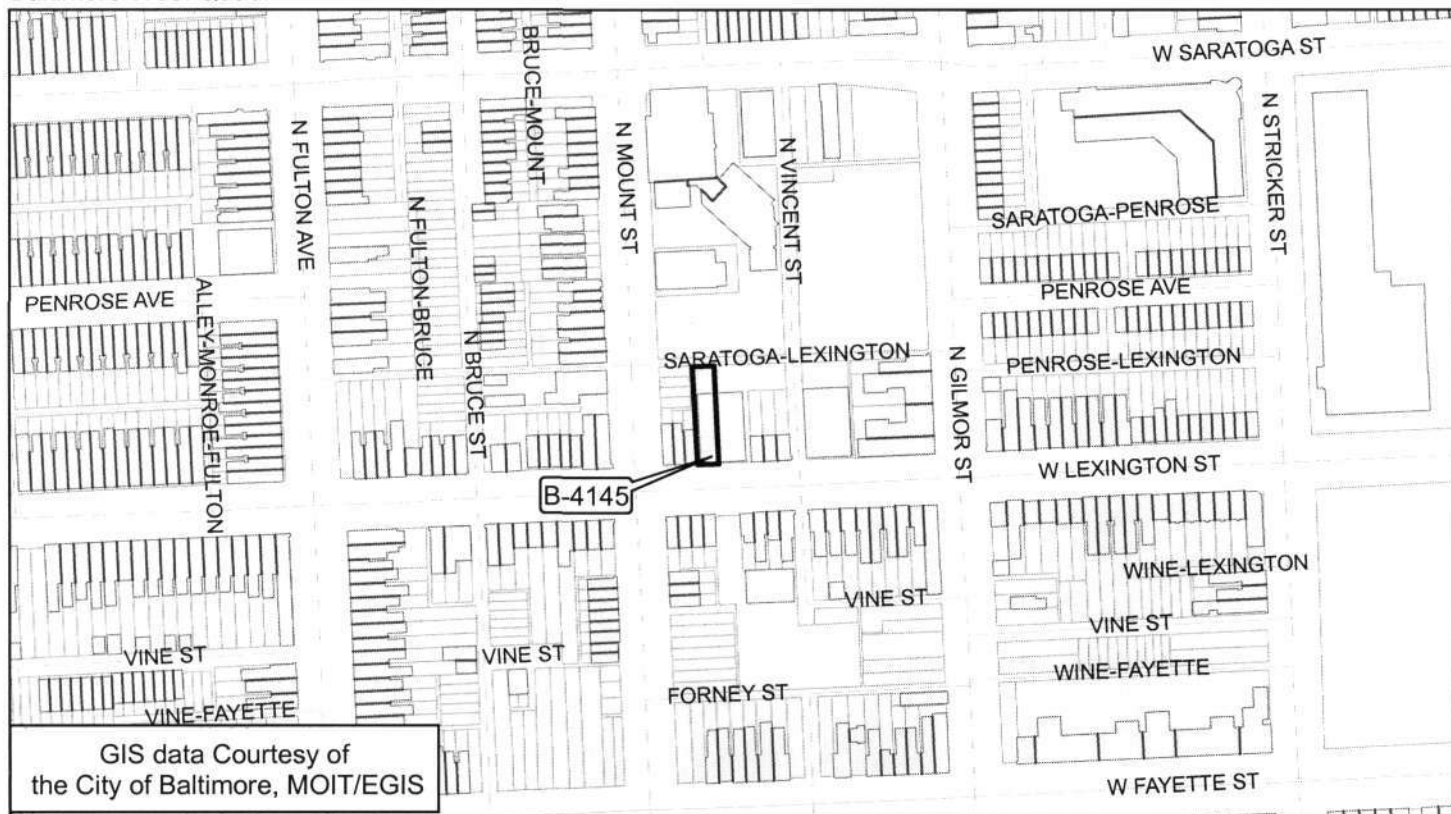 W SARATOGA ST
BRUCE-MOUNT
N FULTON AVE
N MOUNT ST
N VINCENT ST
N STRICKER ST
SARATOGA-PENROSE
N FULTON-BRUCE
PENROSE AVE
PENROSE AVE
ALLEY-MONROE-FULTON
N BRUCE ST
SARATOGA-LEXINGTON
N GILMOR ST
PENROSE-LEXINGTON
W LEXINGTON ST
B-4145
WINE-LEXINGTON
VINE ST
VINE ST
VINE ST
VINE ST
WINE-FAYETTE
FORNEY ST
VINE-FAYETTE
W FAYETTE ST
GIS data Courtesy of
the City of Baltimore, MOIT/EGIS